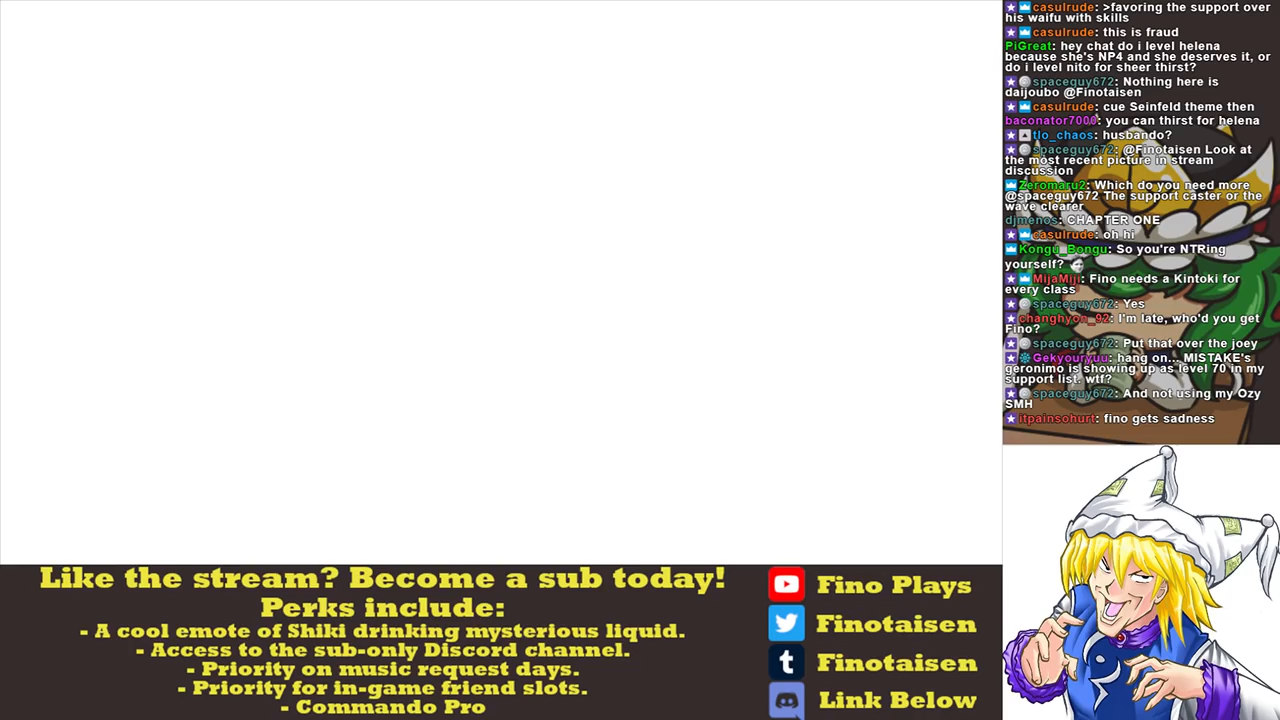 casulrude: >favoring the support over
his waifu with skills
casulrude: this is fraud
PiGreat: hey chat do i level helena
because she's NP4 and she deserves it, or
do i level nito for sheer thirst?
spaceguy672: Nothing here is
daijoubo @Finotaisen
casulrude: cue Seinfeld theme then
baconator7000: you can thirst for helena
tlo_chaos: husbando?
spaceguy672: @Finotaisen Look at
the most recent picture in stream
discussion
Zeromaru2: Which do you need more
@spaceguy672 The support caster or the
wave clearer
djmenos: CHAPTER ONE
casulrude: oh hi
Kongu_Bongu: So you're NTRing
yourself?
MijaMiji: Fino needs a Kintoki for
every class
spaceguy672: Yes
changhyon_92: I'm late, who'd you get
Fino?
spaceguy672: Put that over the joey
Gekyouryuu: hang on... MISTAKE's
geronimo is showing up as level 70 in my
support list. wtf?
spaceguy672: And not using my Ozy
SMH
itpainsohurt: fino gets sadness
Like the stream? Become a sub today!
Perks include:
- A cool emote of Shiki drinking mysterious liquid.
- Access to the sub-only Discord channel.
- Priority on music request days.
- Priority for in-game friend slots.
- Commando Pro
Fino Plays
Finotaisen
Finotaisen
Link Below